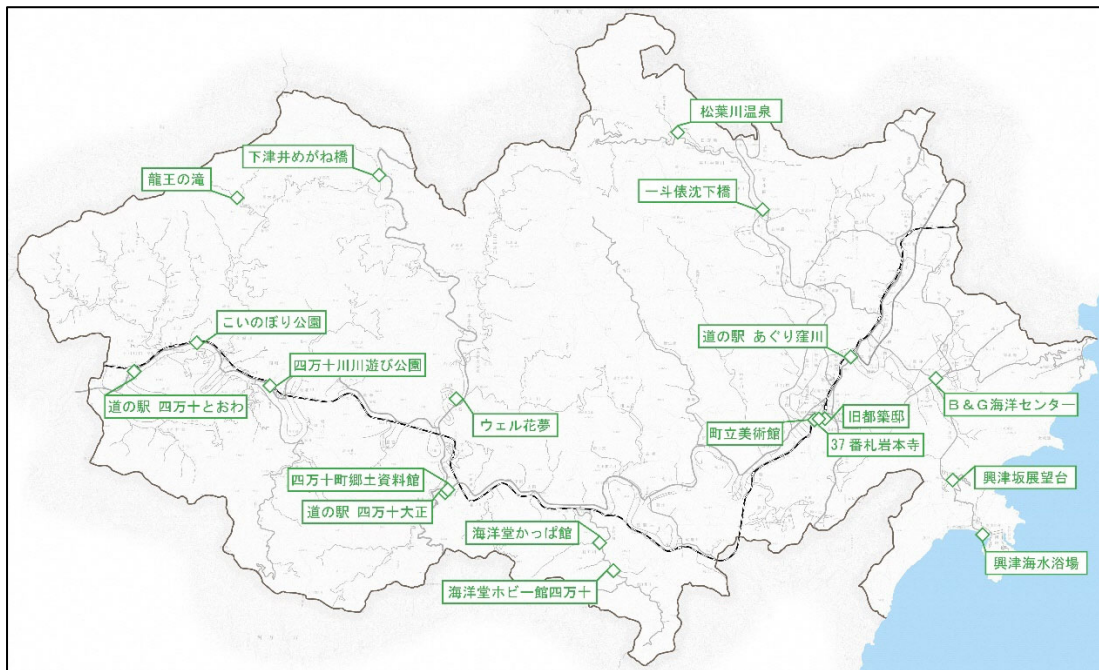 松葉川温泉
下津井めがね橋
龍王の滝
一斗俵沈下橋
こいのぼり公園
道の駅 あぐり窪川
四万十川川遊び公園
道の駅 四万十とおわ
B&G海洋センター
ウェル花夢
町立美術館
旧都築邸
37番札岩本寺
四万十町郷土資料館
道の駅 四万十大正
興津坂展望台
海洋堂かっぱ館
興津海水浴場
海洋堂ホビー館四万十